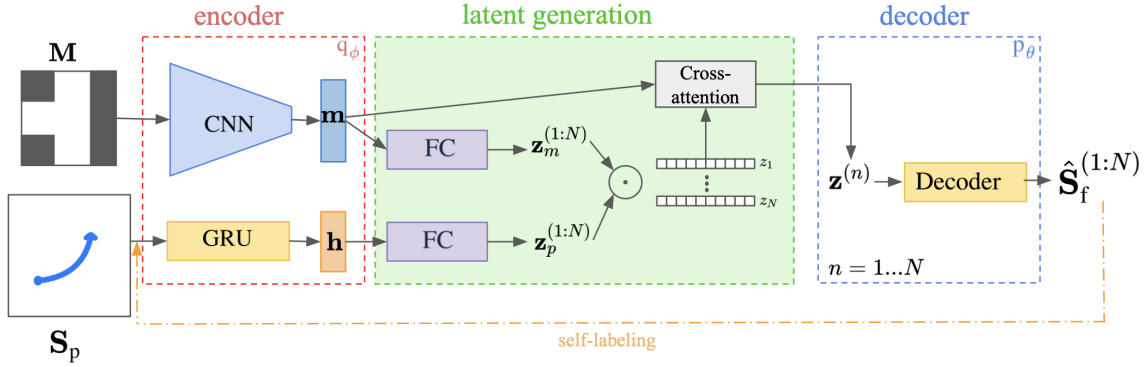 encoder
latent generation
decoder
M
q_ϕ
p_θ
CNN
m
Cross-
attention
FC
z_m^{(1:N)}
z_1
·
z^{(n)}
Decoder
Ŝ_f^{(1:N)}
z_N
GRU
h
FC
z_p^{(1:N)}
n = 1...N
S_p
self-labeling